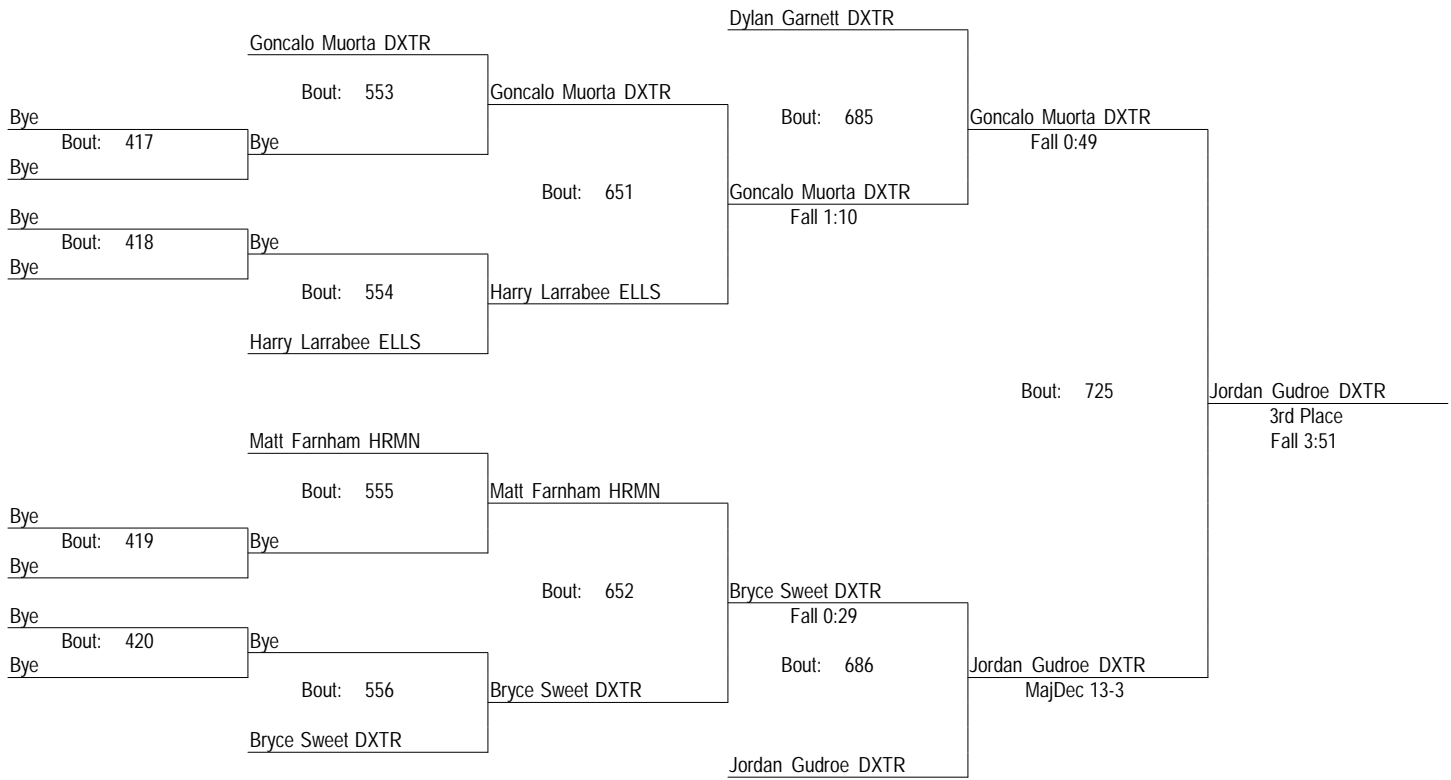 Dylan Garnett DXTR
Goncalo Muorta DXTR
Bout: 553
Goncalo Muorta DXTR
Bye
Bout: 685
Goncalo Muorta DXTR
Bout: 417
Bye
Fall 0:49
Bye
Bout: 651
Goncalo Muorta DXTR
Bye
Fall 1:10
Bout: 418
Bye
Bye
Bout: 554
Harry Larrabee ELLS
Harry Larrabee ELLS
Bout: 725
Jordan Gudroe DXTR
3rd Place
Matt Farnham HRMN
Fall 3:51
Bout: 555
Matt Farnham HRMN
Bye
Bout: 419
Bye
Bye
Bout: 652
Bryce Sweet DXTR
Bye
Fall 0:29
Bout: 420
Bye
Bye
Bout: 686
Jordan Gudroe DXTR
Bout: 556
Bryce Sweet DXTR
MajDec 13-3
Bryce Sweet DXTR
Jordan Gudroe DXTR